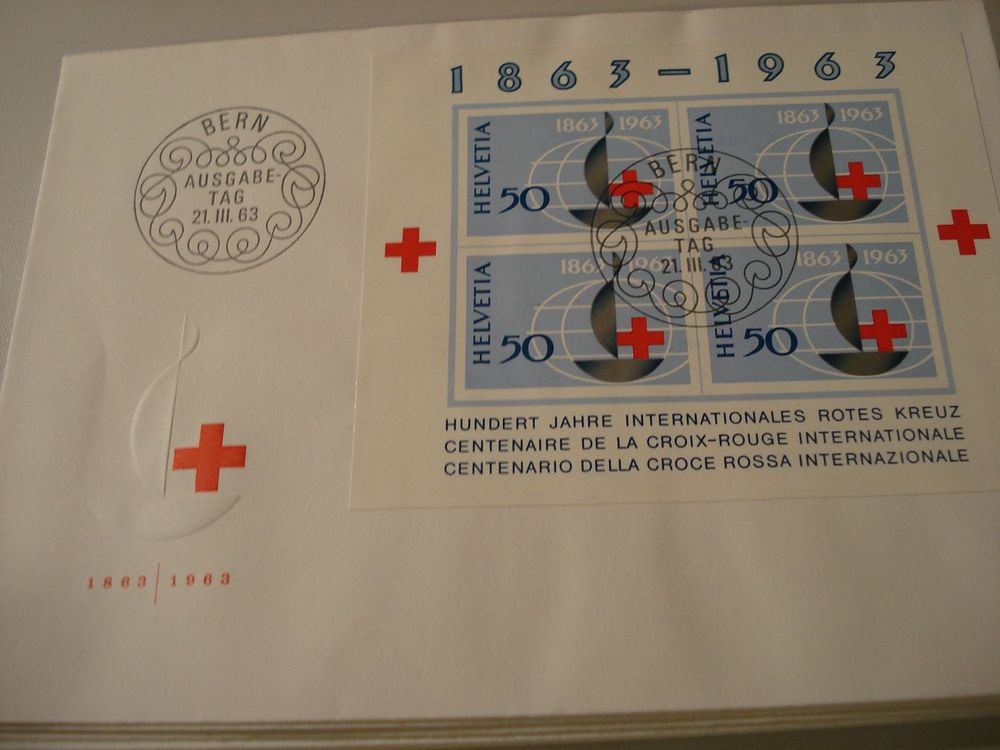 BERN
AUSGABE-
TAG
21. III. 63
1863 | 1963
1863 – 1963
HELVETIA
50
1863 1963
HELVETIA
50
1863 1963
BERN
AUSGABE-
TAG
21. III. 63
HELVETIA
50
1863 1963
HELVETIA
50
1863 1963
HUNDERT JAHRE INTERNATIONALES ROTES KREUZ
CENTENAIRE DE LA CROIX-ROUGE INTERNATIONALE
CENTENARIO DELLA CROCE ROSSA INTERNAZIONALE